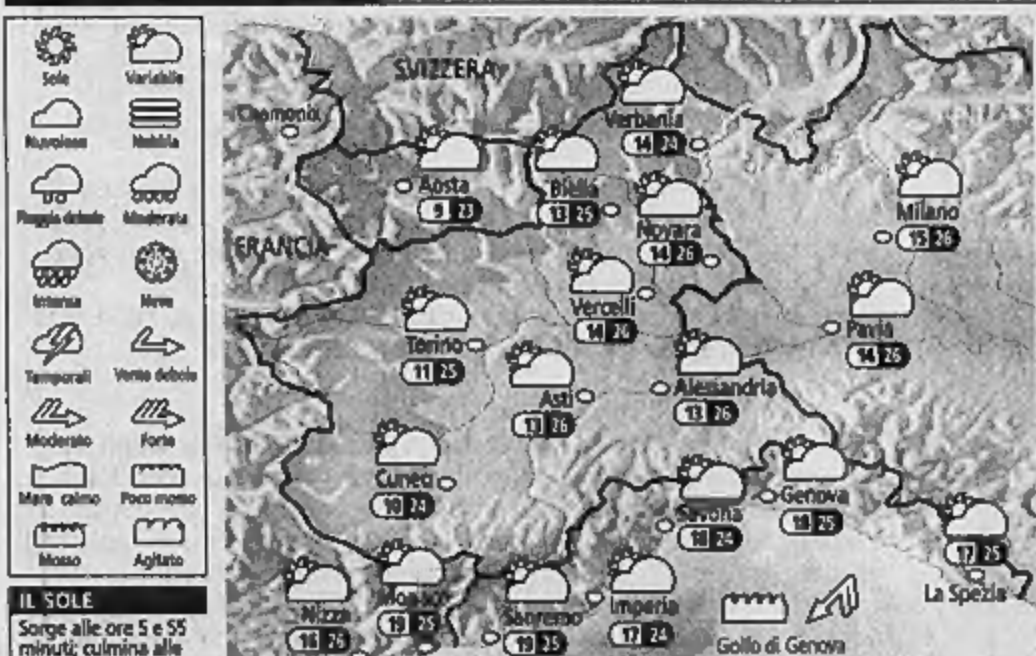 Sole Variabile
Nuvoloso Nebbia
Pioggia debole Moderata
Intensa Neve
Temporali Vento debole
Moderato Forte
Mare calmo Poco mosso
Mosso Agitato
IL SOLE
Sorge alle ore 5 e 55
minuti; culmina alle
SVIZZERA
Chamonix
FRANCIA
Verbania
14 24
Aosta
9 23
Biella
13 25
Novara
14 26
Milano
15 26
Vercelli
14 26
Pavia
14 26
Torino
11 25
Asti
13 26
Alessandria
13 26
Cuneo
10 24
Savona
18 24
Genova
18 25
La Spezia
17 25
Nizza
Monaco
19 25
Sanremo
19 25
Imperia
17 24
Golfo di Genova